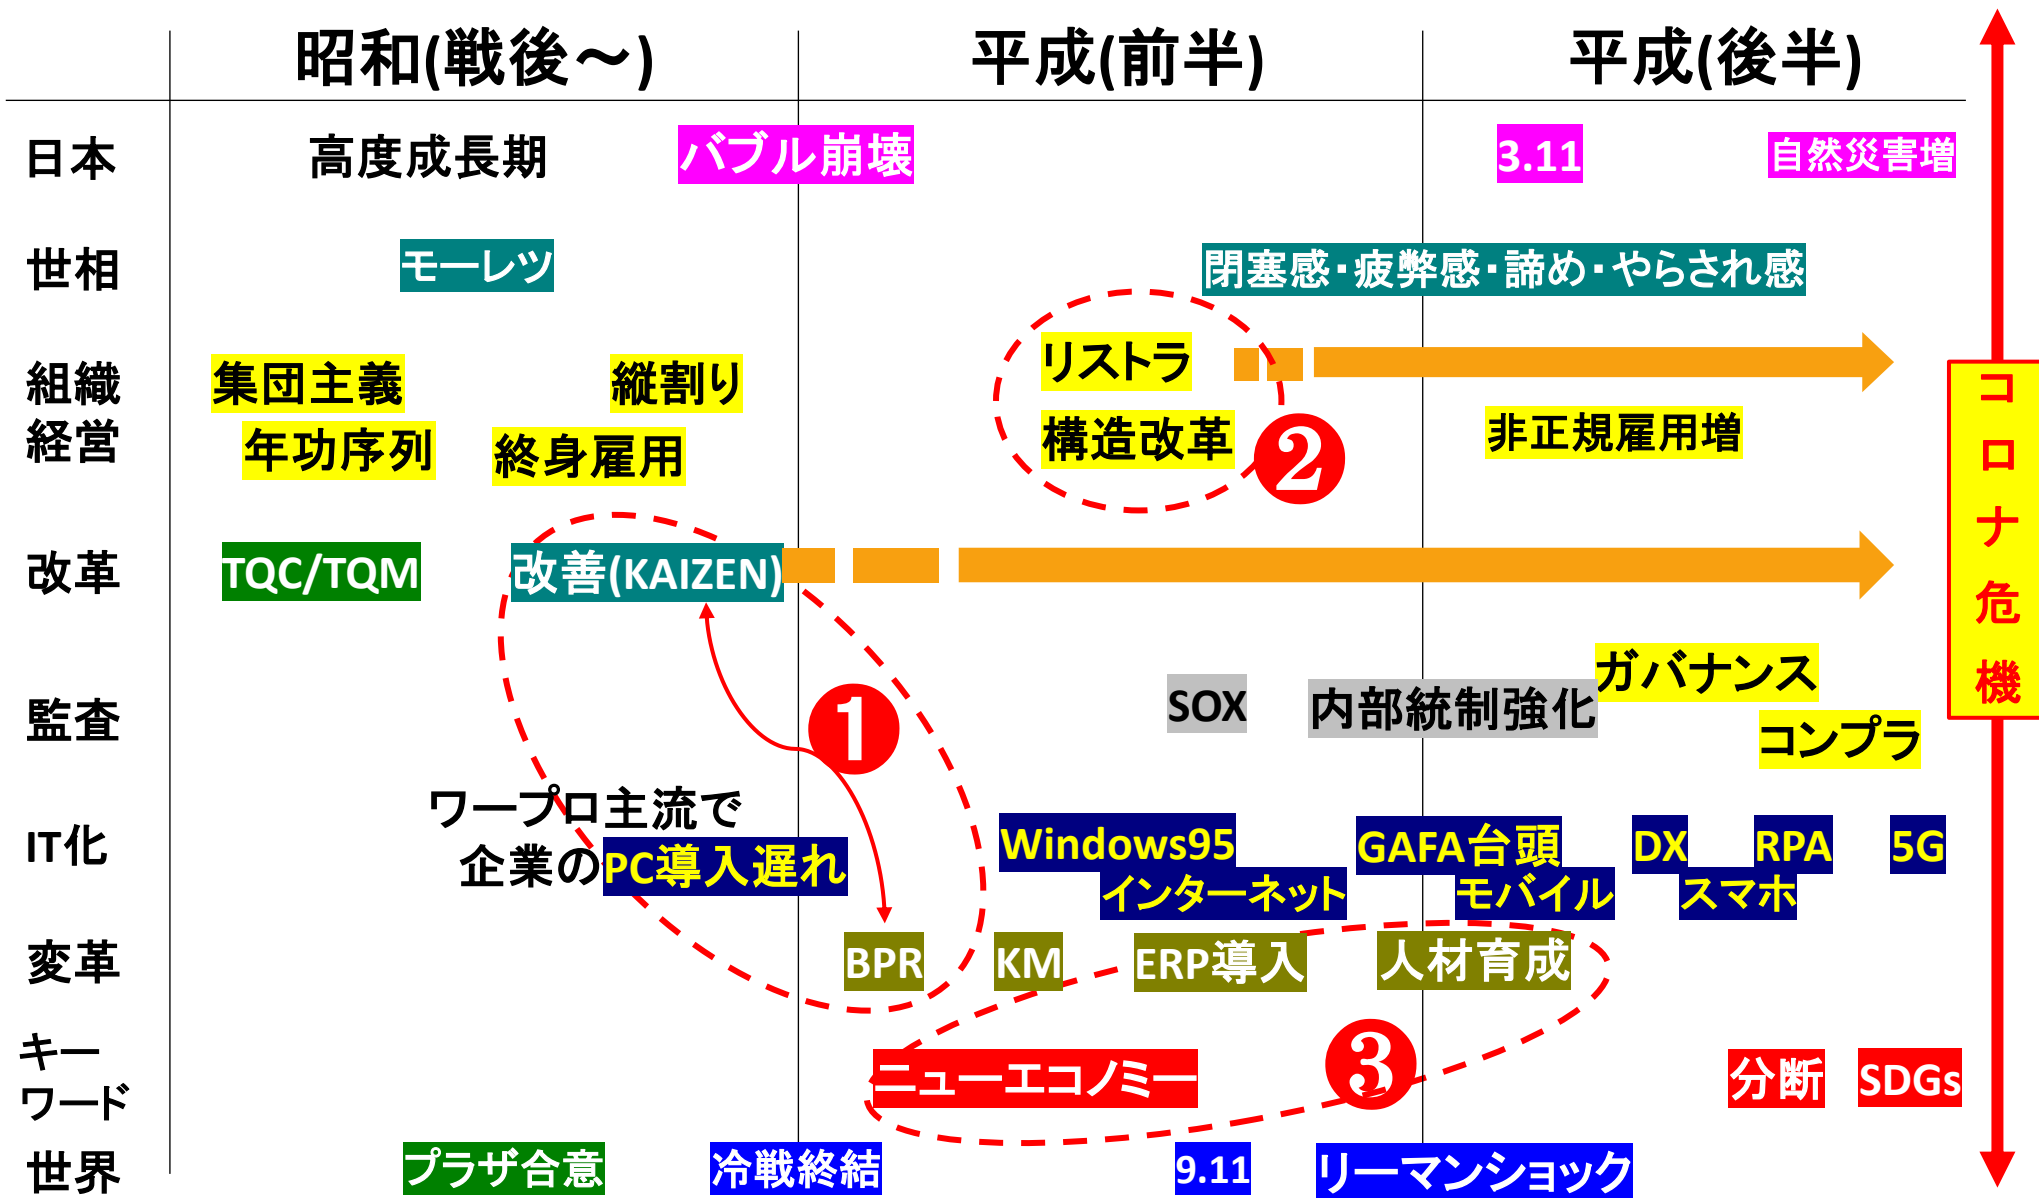 昭和(戦後～)
平成(前半)
平成(後半)
日本
高度成長期
バブル崩壊
3.11
自然災害増
世相
モーレツ
閉塞感・疲弊感・諦め・やらされ感
組織
経営
集団主義
縦割り
年功序列
終身雇用
リストラ
構造改革
❷
非正規雇用増
改革
TQC/TQM
改善(KAIZEN)
監査
❶
SOX
内部統制強化
ガバナンス
コンプラ
IT化
ワープロ主流で
企業のPC導入遅れ
Windows95
インターネット
GAFA台頭
モバイル
DX
スマホ
RPA
5G
変革
BPR
KM
ERP導入
人材育成
キー
ワード
ニューエコノミー
❸
分断
SDGs
世界
プラザ合意
冷戦終結
9.11
リーマンショック
コロナ危機